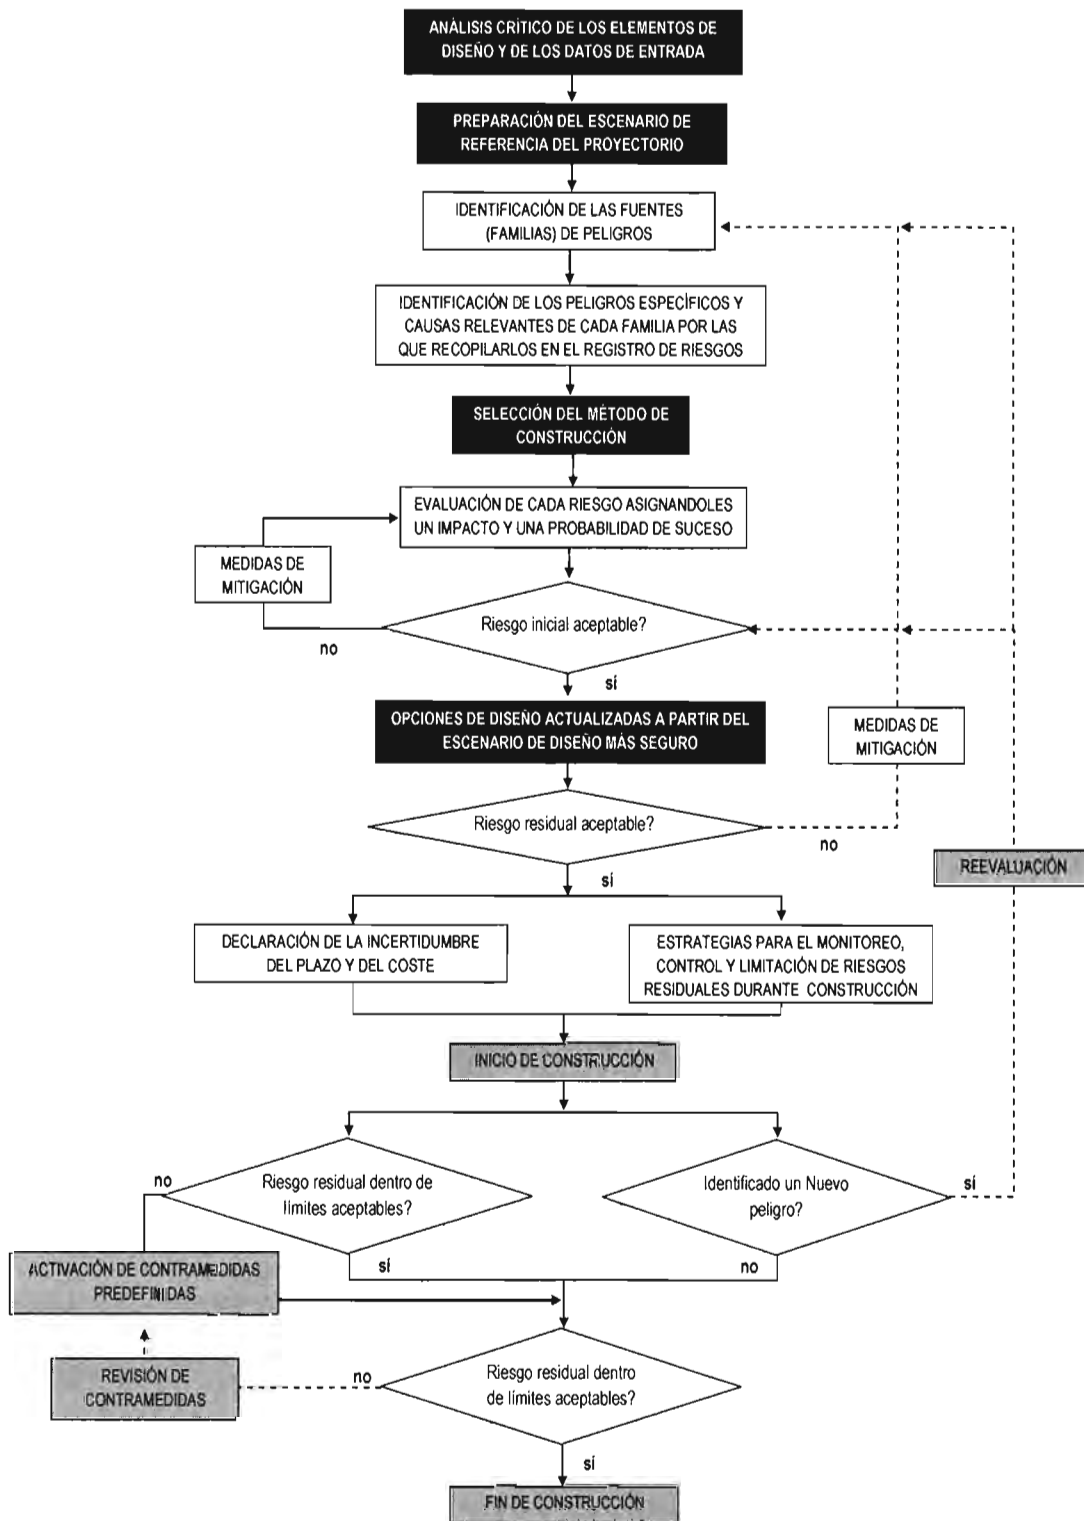 ANÁLISIS CRÍTICO DE LOS ELEMENTOS DE
DISEÑO Y DE LOS DATOS DE ENTRADA
PREPARACIÓN DEL ESCENARIO DE
REFERENCIA DEL PROYECTORIO
IDENTIFICACIÓN DE LAS FUENTES
(FAMILIAS) DE PELIGROS
IDENTIFICACIÓN DE LOS PELIGROS ESPECÍFICOS Y
CAUSAS RELEVANTES DE CADA FAMILIA POR LAS
QUE RECOPILARLOS EN EL REGISTRO DE RIESGOS
SELECCIÓN DEL MÉTODO DE
CONSTRUCCIÓN
EVALUACIÓN DE CADA RIESGO ASIGNANDOLES
UN IMPACTO Y UNA PROBABILIDAD DE SUCESO
MEDIDAS DE
MITIGACIÓN
Riesgo inicial aceptable?
no
sí
OPCIONES DE DISEÑO ACTUALIZADAS A PARTIR DEL
ESCENARIO DE DISEÑO MÁS SEGURO
MEDIDAS DE
MITIGACIÓN
Riesgo residual aceptable?
no
sí
REEVALUACIÓN
DECLARACIÓN DE LA INCERTIDUMBRE
DEL PLAZO Y DEL COSTE
ESTRATEGIAS PARA EL MONITOREO,
CONTROL Y LIMITACIÓN DE RIESGOS
RESIDUALES DURANTE CONSTRUCCIÓN
INICIO DE CONSTRUCCIÓN
no
Riesgo residual dentro de
límites aceptables?
sí
Identificado un Nuevo
peligro?
sí
no
ACTIVACIÓN DE CONTRAMEDIDAS
PREDEFINIDAS
REVISIÓN DE
CONTRAMEDIDAS
no
Riesgo residual dentro
de límites aceptables?
sí
FIN DE CONSTRUCCIÓN